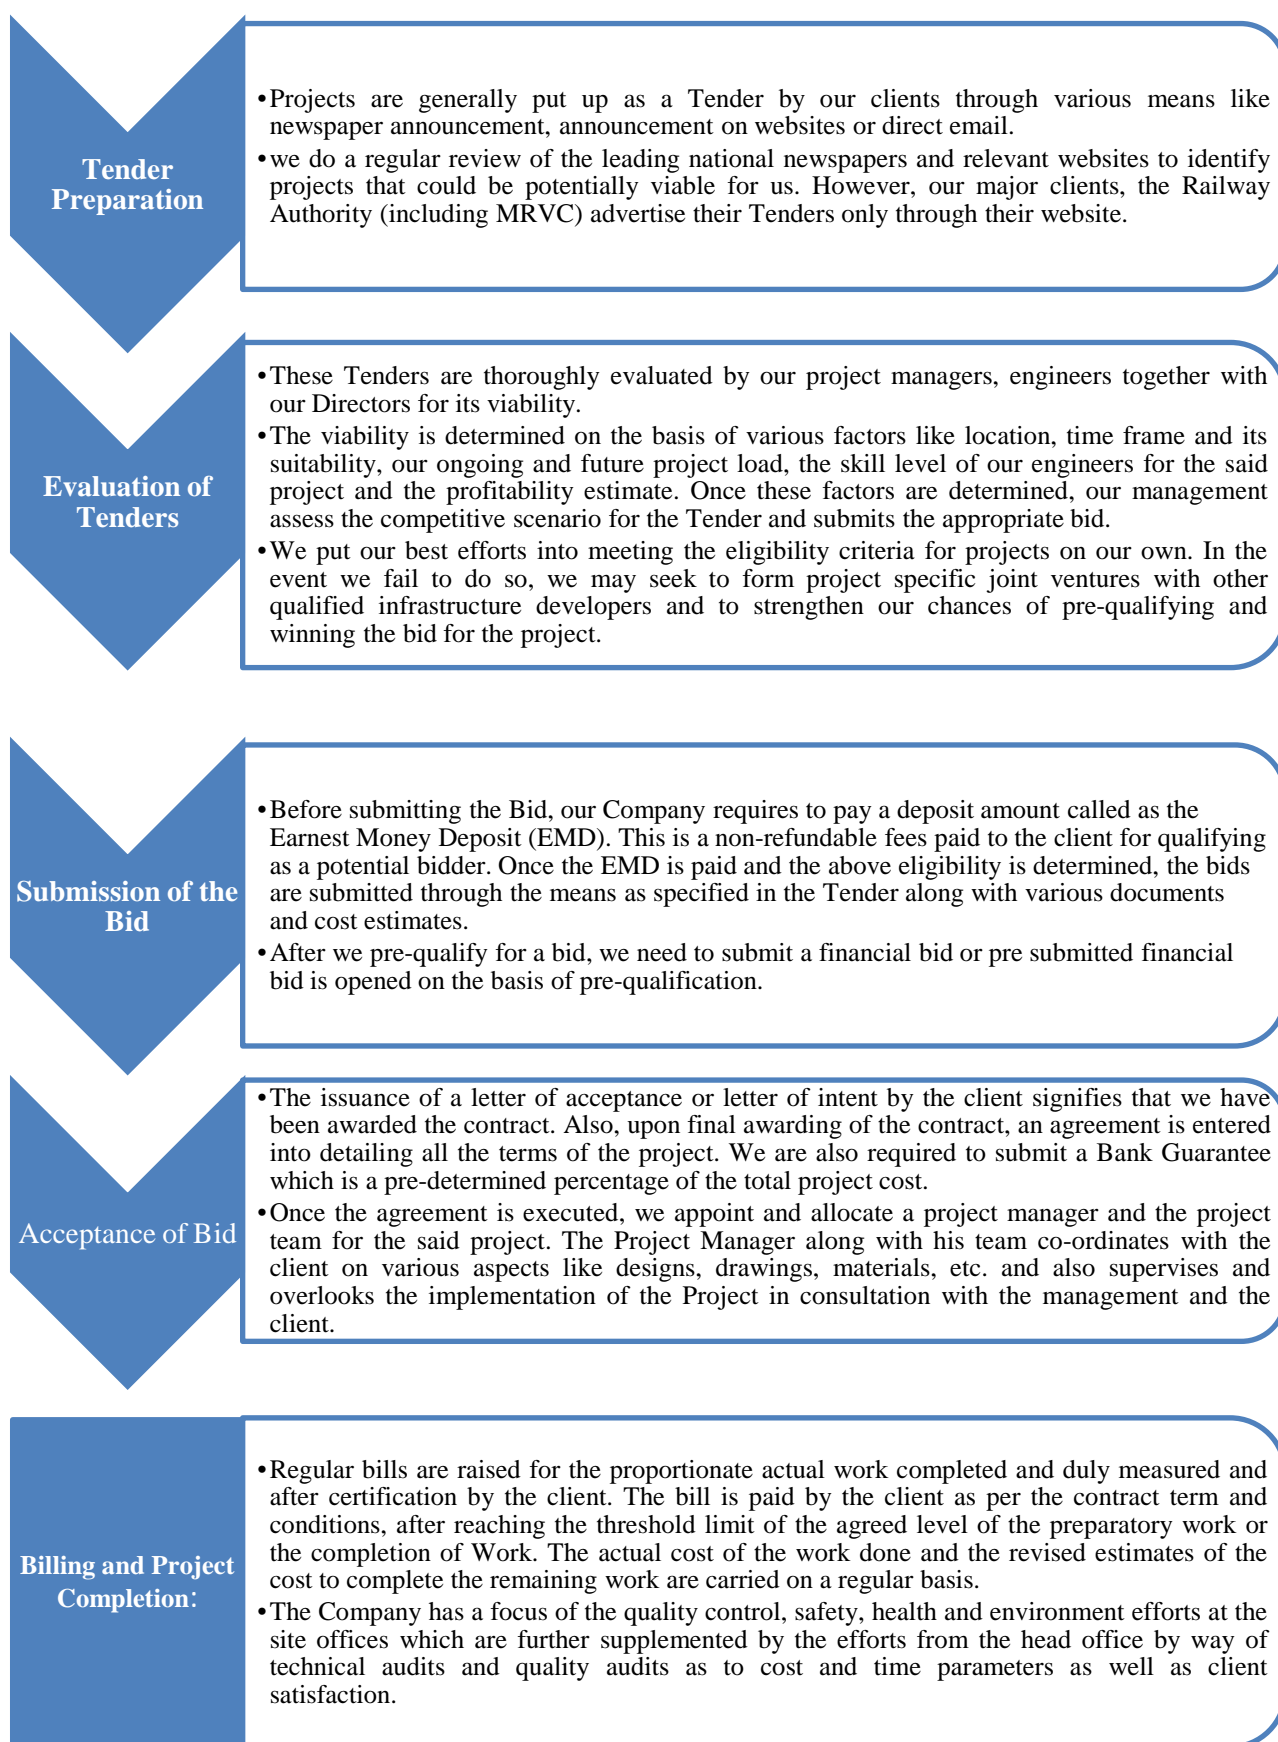 Tender
Preparation
•Projects are generally put up as a Tender by our clients through various means like
newspaper announcement, announcement on websites or direct email.
•we do a regular review of the leading national newspapers and relevant websites to identify
projects that could be potentially viable for us. However, our major clients, the Railway
Authority (including MRVC) advertise their Tenders only through their website.
Evaluation of
Tenders
•These Tenders are thoroughly evaluated by our project managers, engineers together with
our Directors for its viability.
•The viability is determined on the basis of various factors like location, time frame and its
suitability, our ongoing and future project load, the skill level of our engineers for the said
project and the profitability estimate. Once these factors are determined, our management
assess the competitive scenario for the Tender and submits the appropriate bid.
•We put our best efforts into meeting the eligibility criteria for projects on our own. In the
event we fail to do so, we may seek to form project specific joint ventures with other
qualified infrastructure developers and to strengthen our chances of pre-qualifying and
winning the bid for the project.
Submission of the
Bid
•Before submitting the Bid, our Company requires to pay a deposit amount called as the
Earnest Money Deposit (EMD). This is a non-refundable fees paid to the client for qualifying
as a potential bidder. Once the EMD is paid and the above eligibility is determined, the bids
are submitted through the means as specified in the Tender along with various documents
and cost estimates.
•After we pre-qualify for a bid, we need to submit a financial bid or pre submitted financial
bid is opened on the basis of pre-qualification.
Acceptance of Bid
•The issuance of a letter of acceptance or letter of intent by the client signifies that we have
been awarded the contract. Also, upon final awarding of the contract, an agreement is entered
into detailing all the terms of the project. We are also required to submit a Bank Guarantee
which is a pre-determined percentage of the total project cost.
•Once the agreement is executed, we appoint and allocate a project manager and the project
team for the said project. The Project Manager along with his team co-ordinates with the
client on various aspects like designs, drawings, materials, etc. and also supervises and
overlooks the implementation of the Project in consultation with the management and the
client.
Billing and Project
Completion:
•Regular bills are raised for the proportionate actual work completed and duly measured and
after certification by the client. The bill is paid by the client as per the contract term and
conditions, after reaching the threshold limit of the agreed level of the preparatory work or
the completion of Work. The actual cost of the work done and the revised estimates of the
cost to complete the remaining work are carried on a regular basis.
•The Company has a focus of the quality control, safety, health and environment efforts at the
site offices which are further supplemented by the efforts from the head office by way of
technical audits and quality audits as to cost and time parameters as well as client
satisfaction.